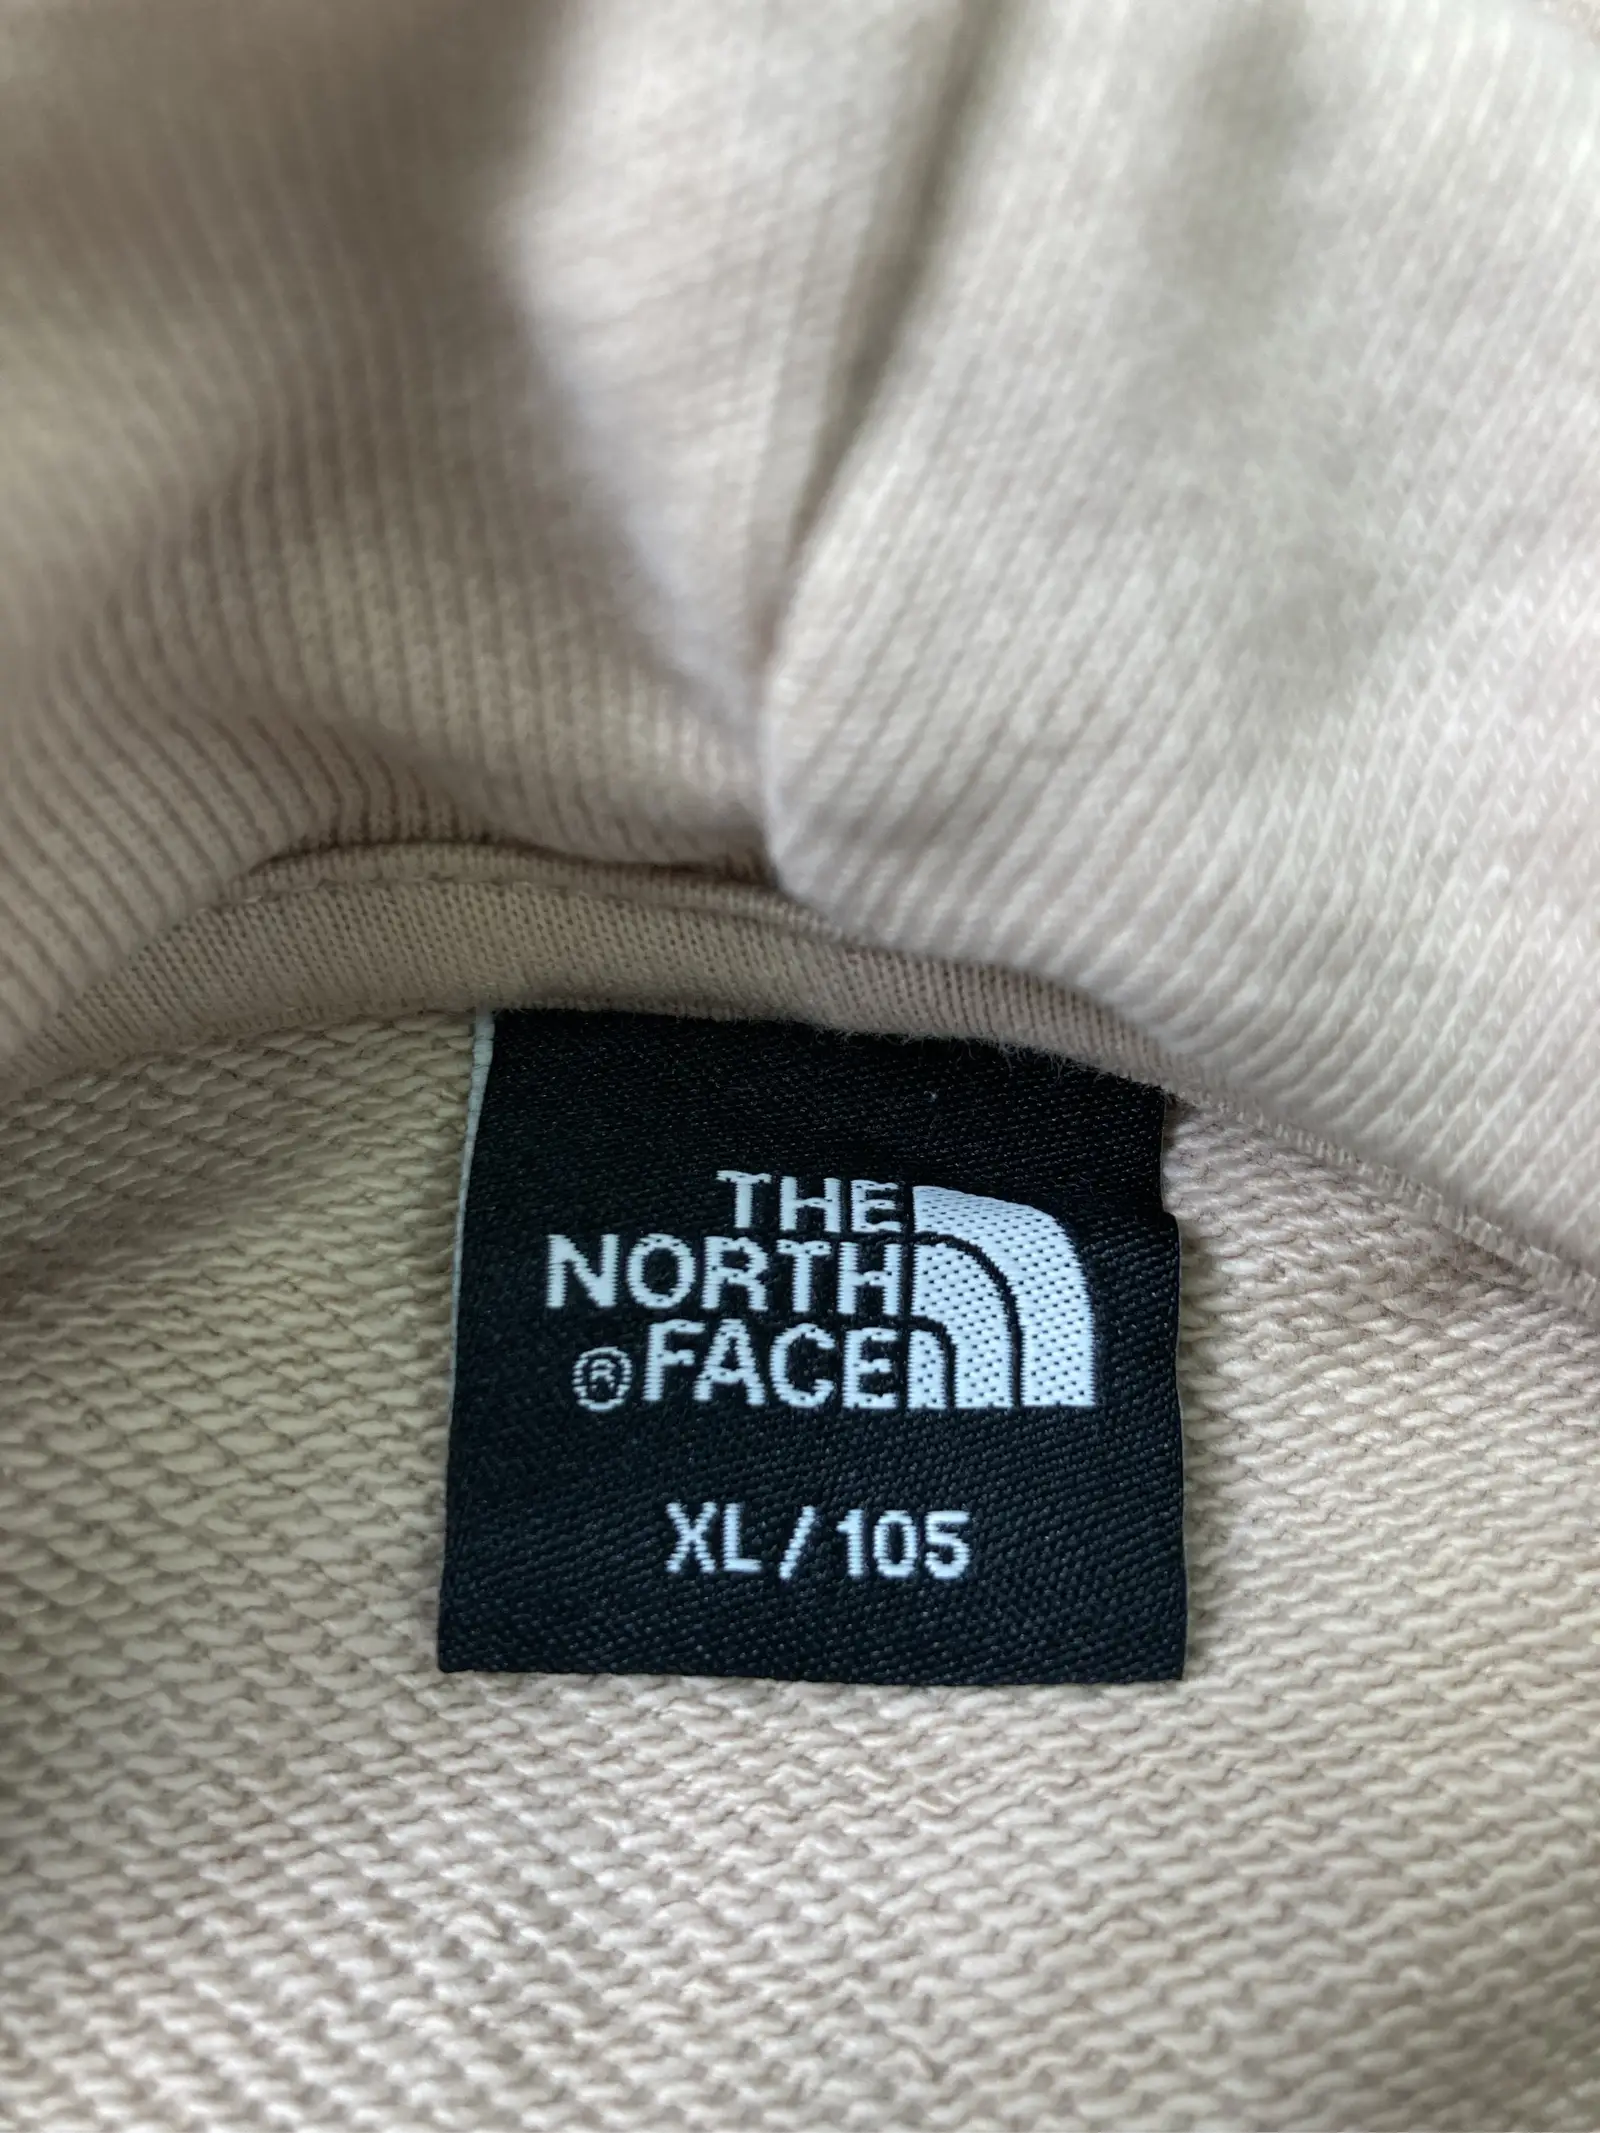 THE
NORTH
® FACE
XL/105